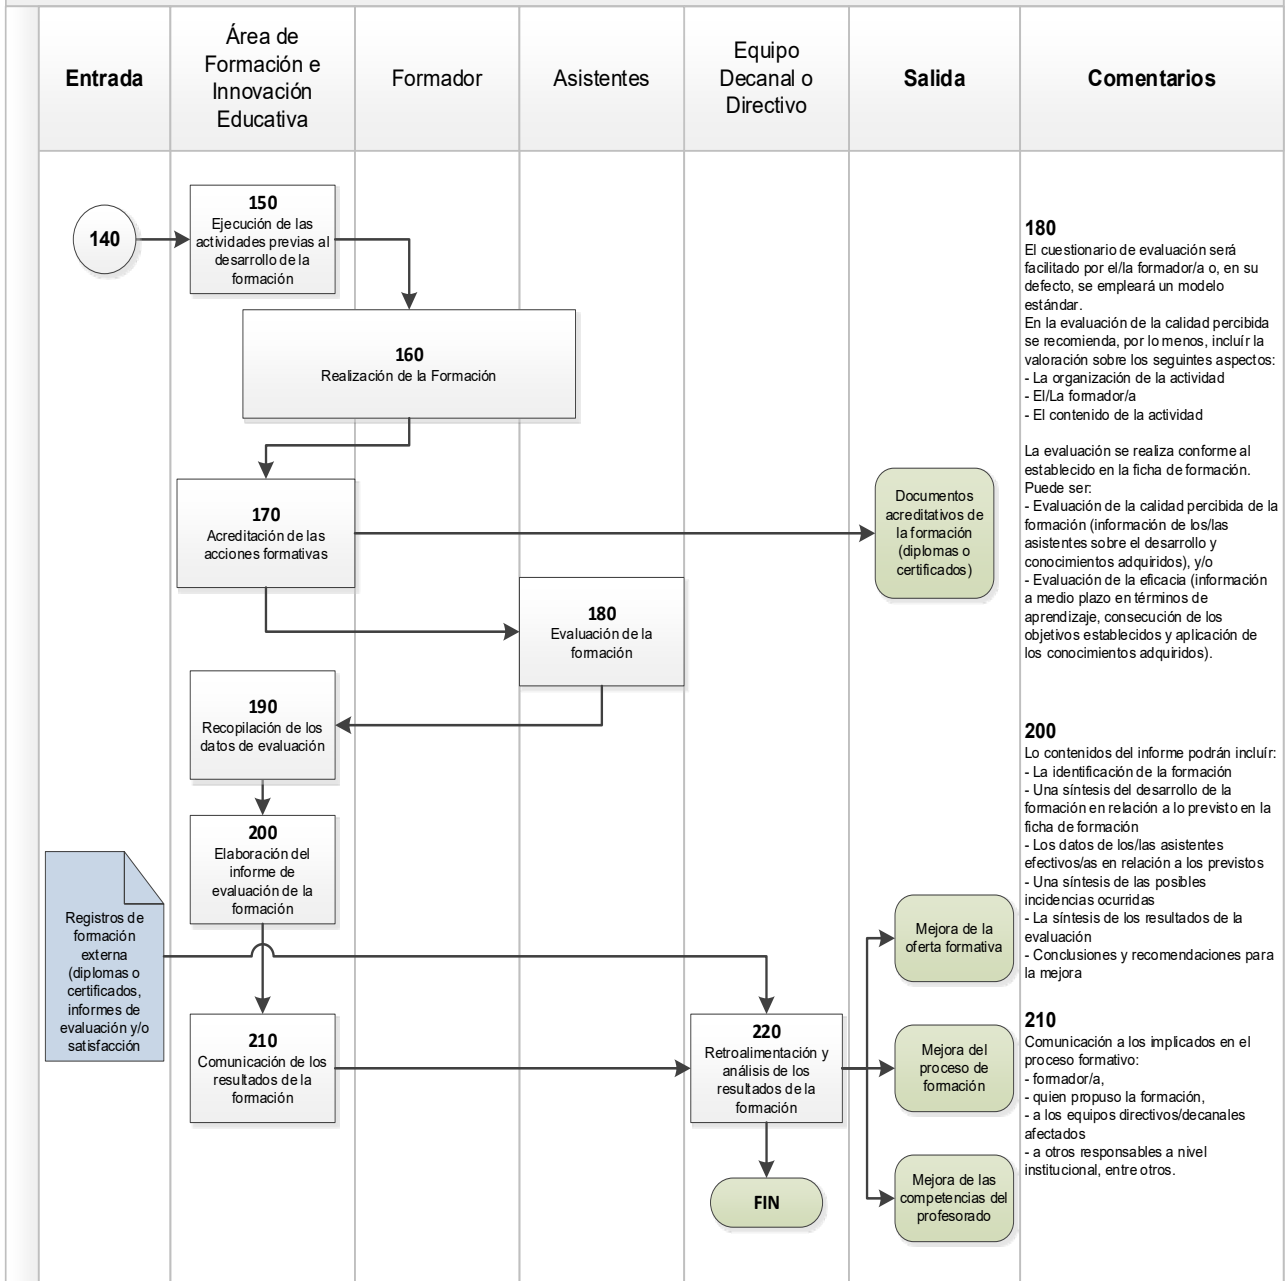 Entrada
Área de
Formación e
Innovación
Educativa
Formador
Asistentes
Equipo
Decanal o
Directivo
Salida
Comentarios
140
150
Ejecución de las
actividades previas al
desarrollo de la
formación
160
Realización de la Formación
170
Acreditación de las
acciones formativas
Documentos
acreditativos de
la formación
(diplomas o
certificados)
180
Evaluación de la
formación
190
Recopilación de los
datos de evaluación
200
Elaboración del
informe de
evaluación de la
formación
Registros de
formación
externa
(diplomas o
certificados,
informes de
evaluación y/o
satisfacción
210
Comunicación de los
resultados de la
formación
220
Retroalimentación y
análisis de los
resultados de la
formación
FIN
Mejora de la
oferta formativa
Mejora del
proceso de
formación
Mejora de las
competencias del
profesorado
180
El cuestionario de evaluación será
facilitado por el/la formador/a o, en su
defecto, se empleará un modelo
estándar.
En la evaluación de la calidad percibida
se recomienda, por lo menos, incluír la
valoración sobre los seguintes aspectos:
- La organización de la actividad
- El/La formador/a
- El contenido de la actividad
La evaluación se realiza conforme al
establecido en la ficha de formación.
Puede ser:
- Evaluación de la calidad percibida de la
formación (información de los/las
asistentes sobre el desarrollo y
conocimientos adquiridos), y/o
- Evaluación de la eficacia (información
a medio plazo en términos de
aprendizaje, consecución de los
objetivos establecidos y aplicación de
los conocimientos adquiridos).
200
Lo contenidos del informe podrán incluír:
- La identificación de la formación
- Una síntesis del desarrollo de la
formación en relación a lo previsto en la
ficha de formación
- Los datos de los/las asistentes
efectivos/as en relación a los previstos
- Una síntesis de las posibles
incidencias ocurridas
- La síntesis de los resultados de la
evaluación
- Conclusiones y recomendaciones para
la mejora
210
Comunicación a los implicados en el
proceso formativo:
- formador/a,
- quien propuso la formación,
- a los equipos directivos/decanales
afectados
- a otros responsables a nivel
institucional, entre otros.